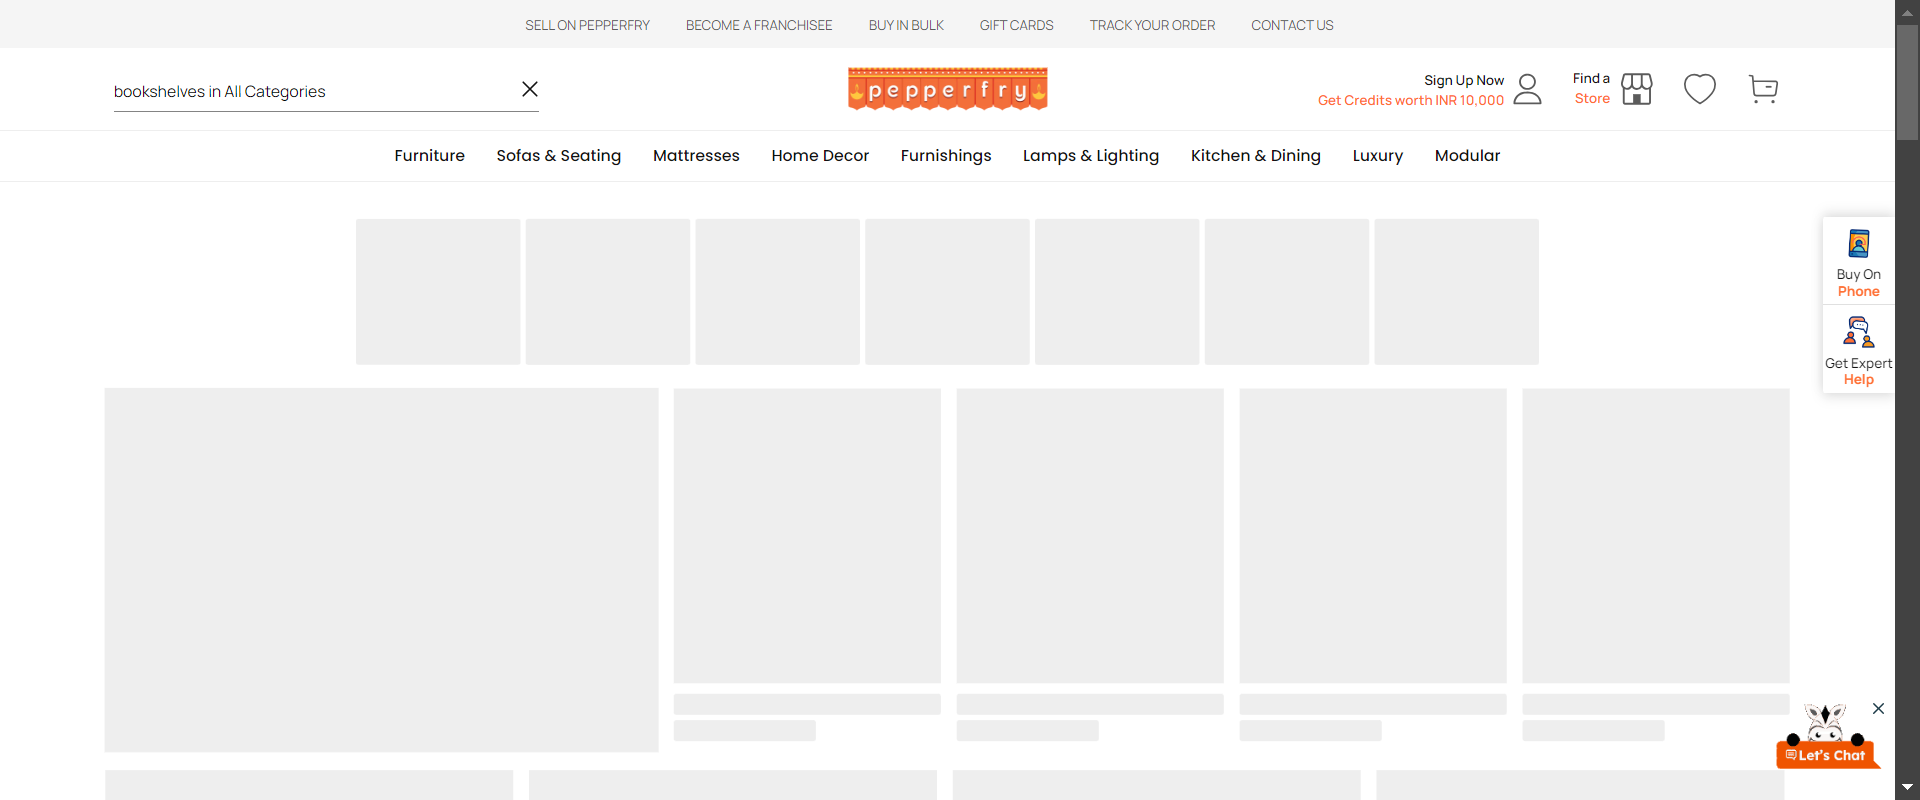 SELL ON PEPPERFRY BECOME A FRANCHISEE BUY IN BULK GIFT CARDS TRACK YOUR ORDER CONTACT US
bookshelves in All Categories
pepperfry
Sign Up Now
Get Credits worth INR 10,000
Find a
Store
Furniture Sofas & Seating Mattresses Home Decor Furnishings Lamps & Lighting Kitchen & Dining Luxury Modular
Buy On
Phone
Get Expert
Help
Let's Chat